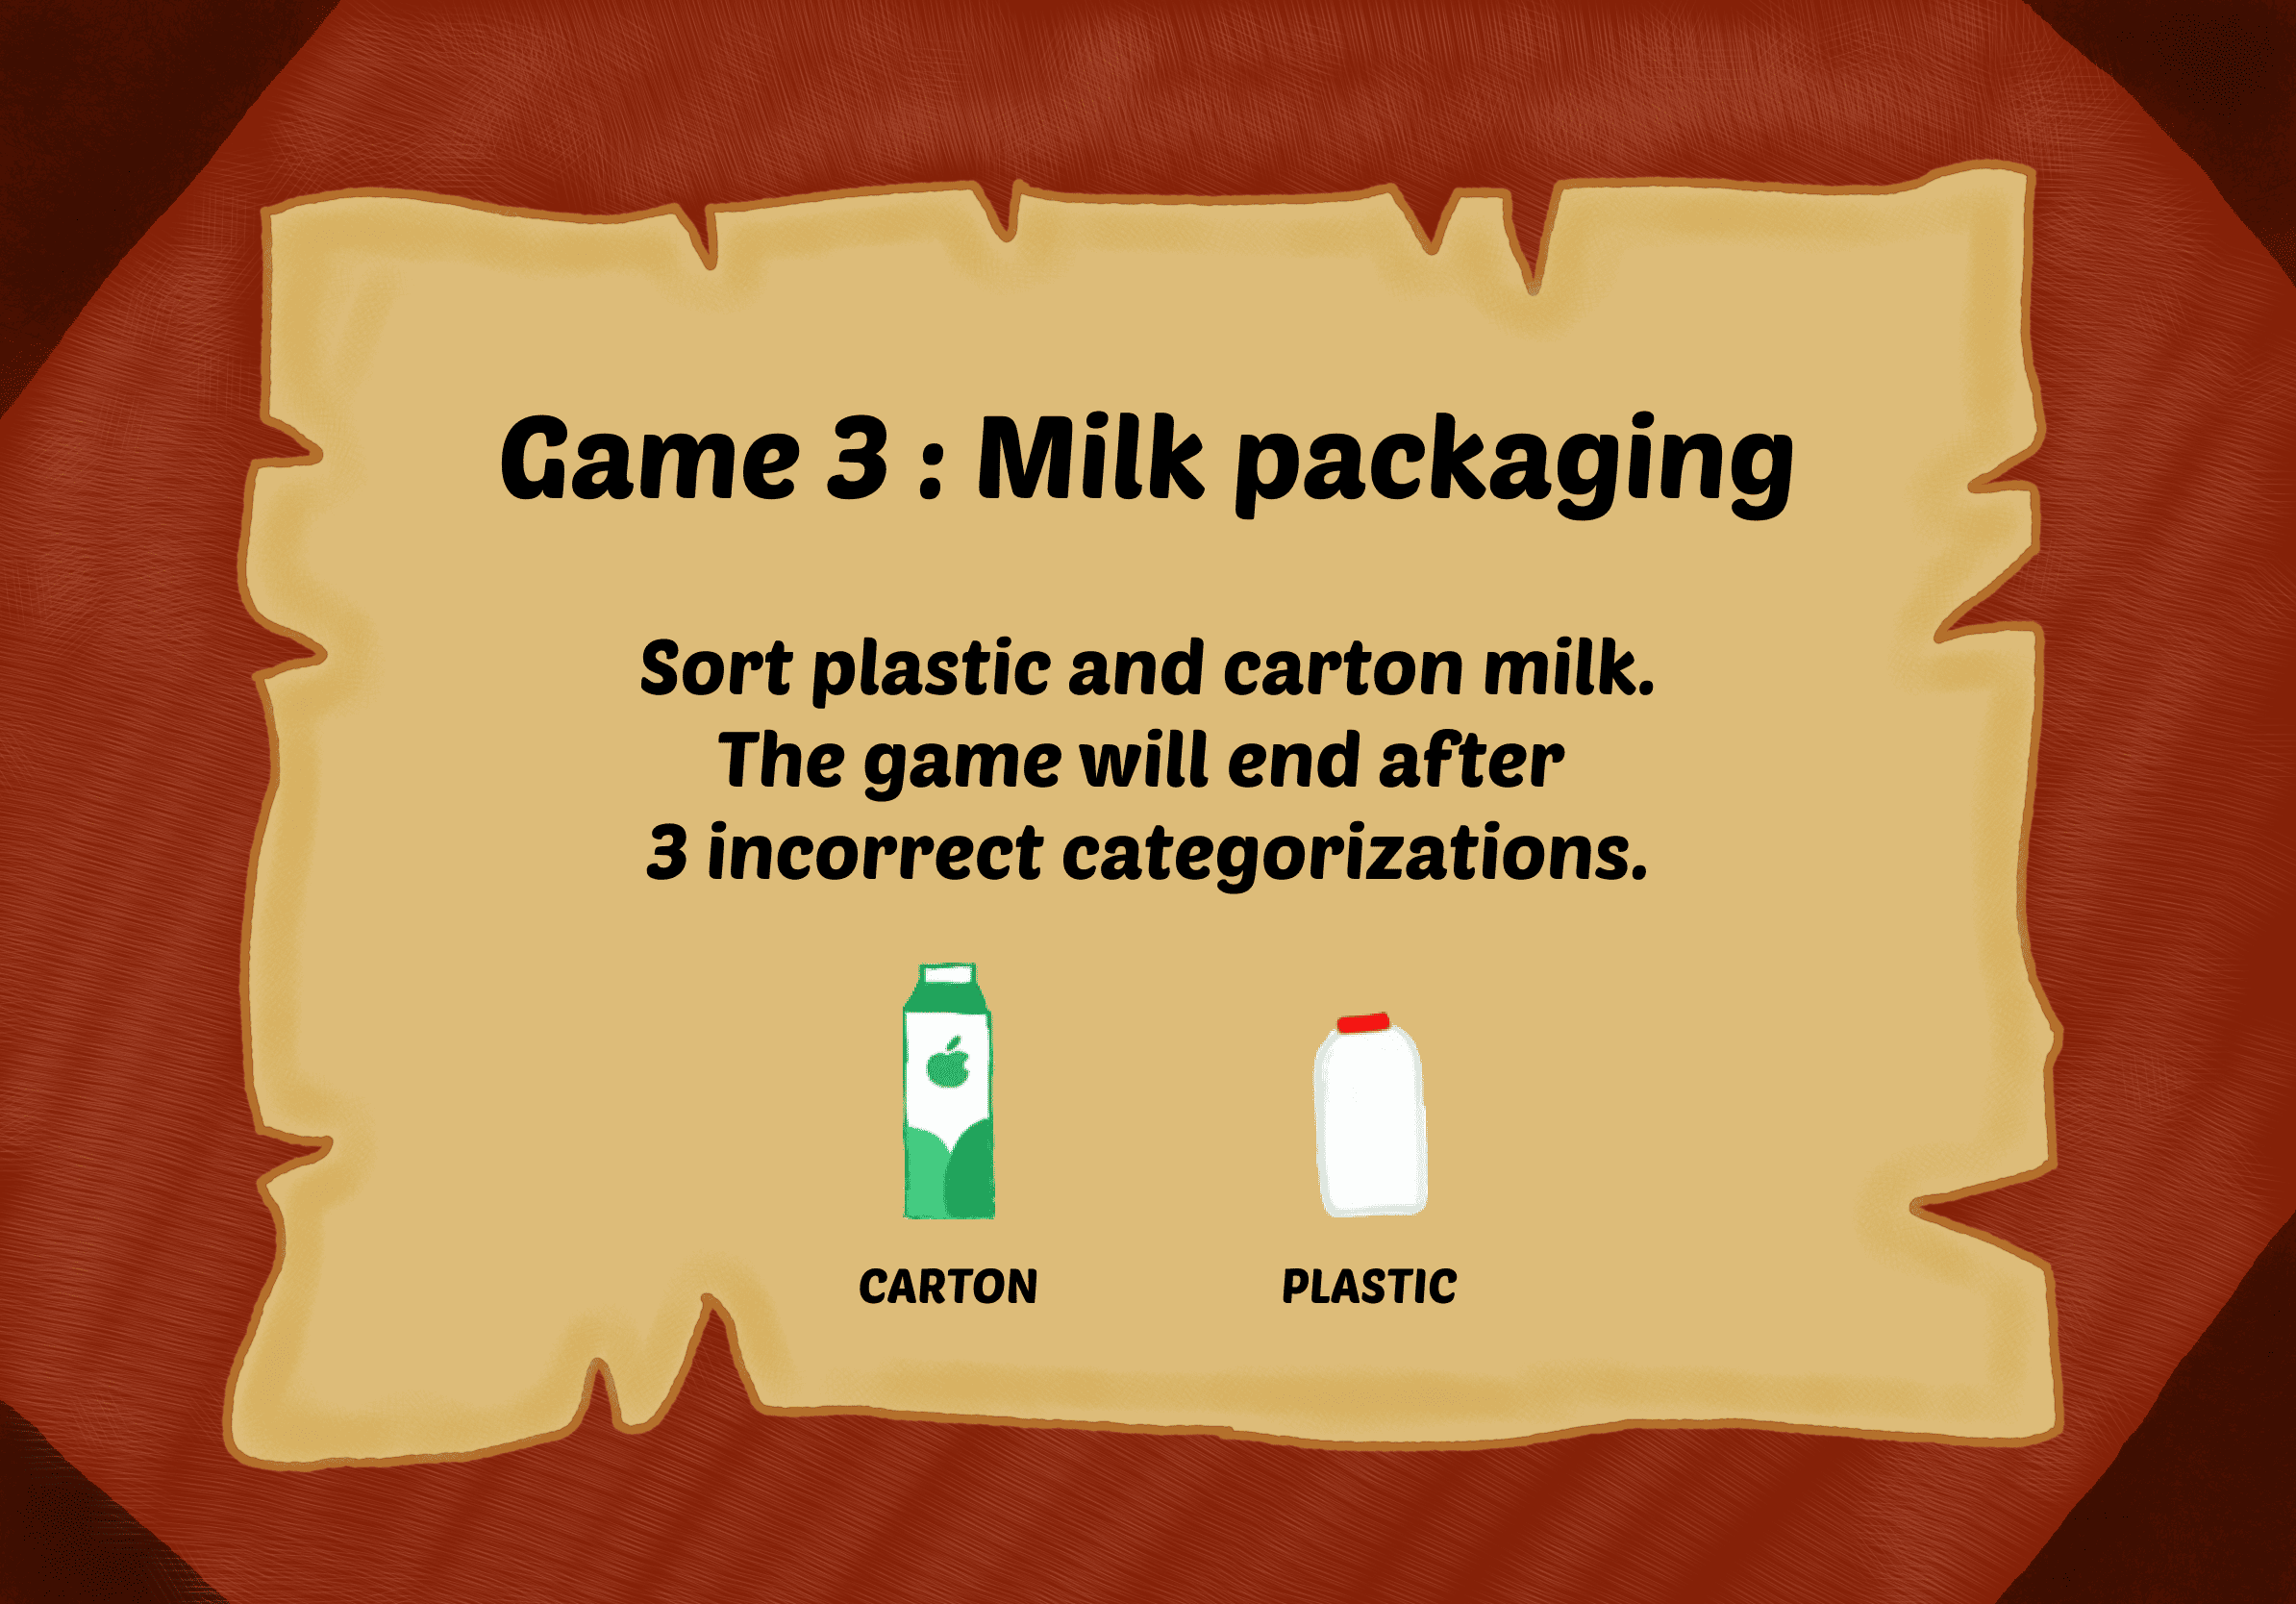 Game 3 : Milk packaging
Sort plastic and carton milk.
The game will end after
3 incorrect categorizations.
CARTON
PLASTIC